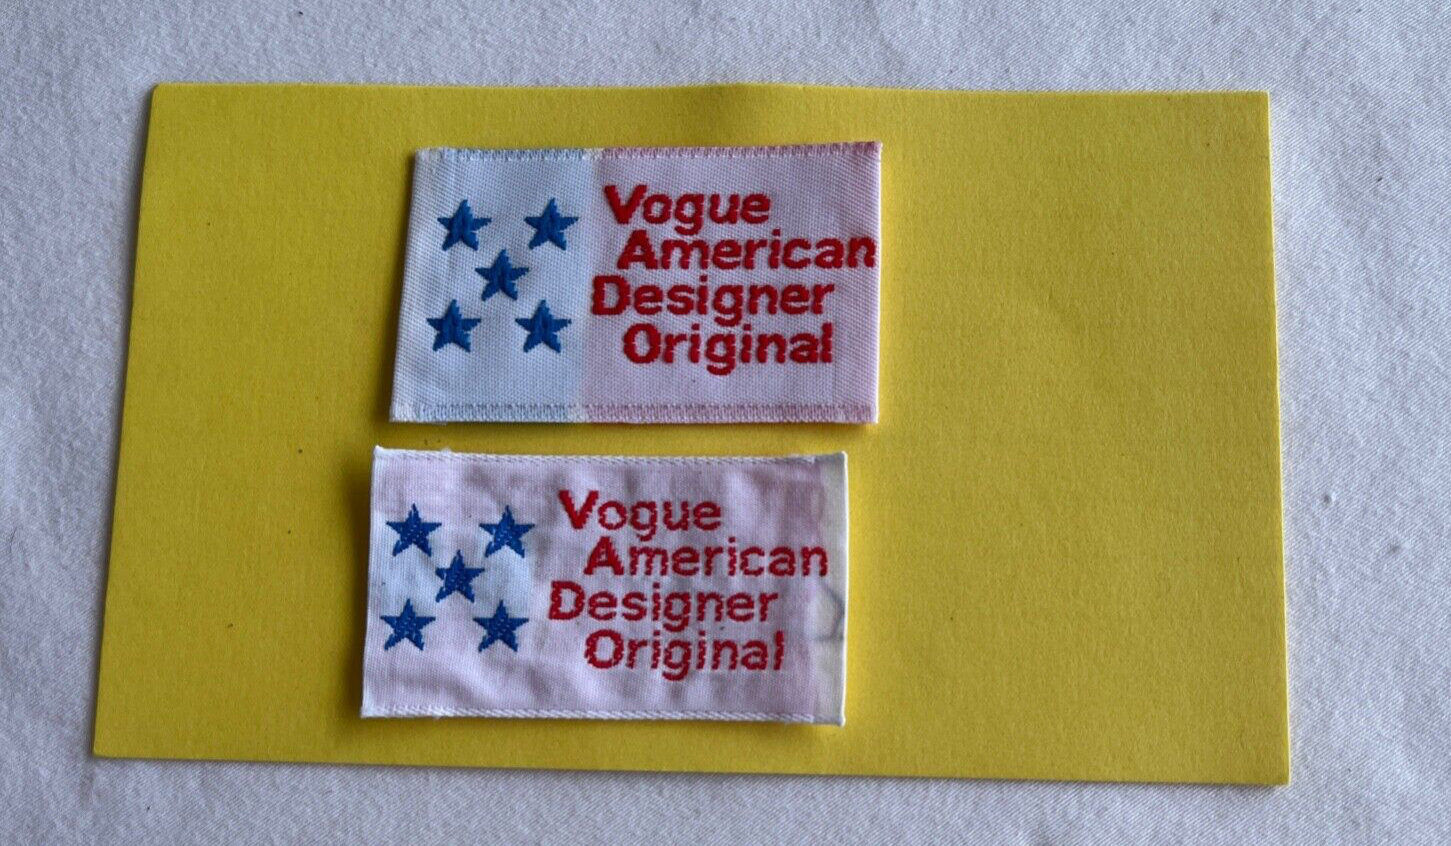 Vogue
American
Designer
Original
Vogue
American
Designer
Original